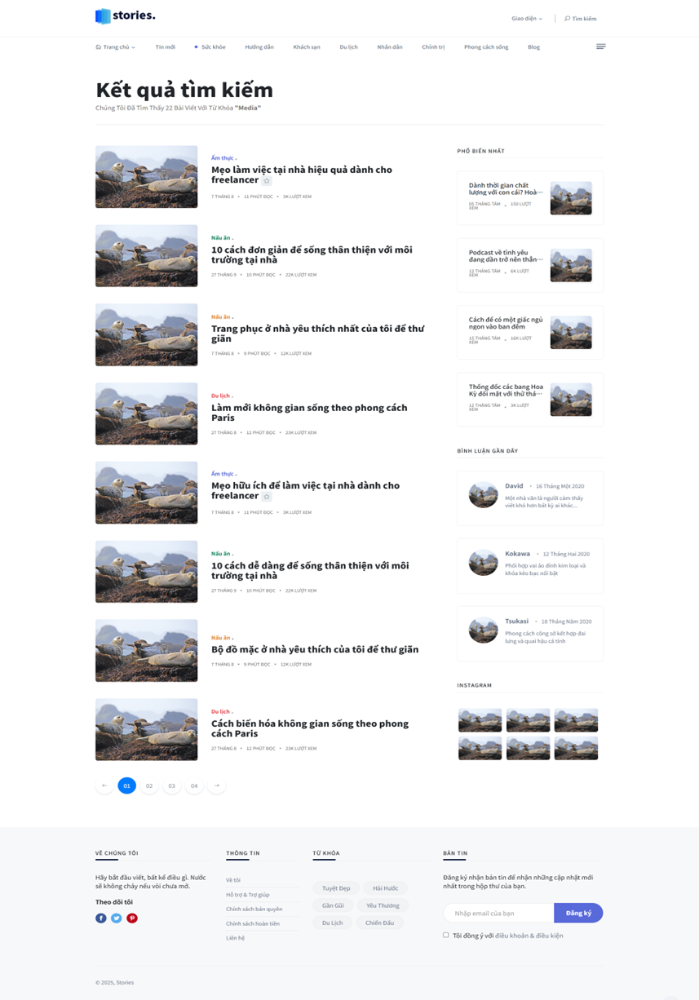 stories.
Giao diện
Tìm kiếm
Trang chủ
Tin mới
Sức khỏe
Hướng dẫn
Khách sạn
Du lịch
Nhân dân
Chính trị
Phong cách sống
Blog
Kết quả tìm kiếm
Chúng Tôi Đã Tìm Thấy 22 Bài Viết Với Từ Khóa "Media"
Ẩm thực .
Mẹo làm việc tại nhà hiệu quả dành cho
freelancer
7 THÁNG 8 • 11 PHÚT ĐỌC • 3K LƯỢT XEM
Nấu ăn .
10 cách đơn giản để sống thân thiện với môi
trường tại nhà
27 THÁNG 9 • 10 PHÚT ĐỌC • 22K LƯỢT XEM
Nấu ăn .
Trang phục ở nhà yêu thích nhất của tôi để thư
giãn
7 THÁNG 8 • 9 PHÚT ĐỌC • 12K LƯỢT XEM
Du lịch .
Làm mới không gian sống theo phong cách
Paris
27 THÁNG 8 • 12 PHÚT ĐỌC • 23K LƯỢT XEM
Ẩm thực .
Mẹo hữu ích để làm việc tại nhà dành cho
freelancer
7 THÁNG 8 • 11 PHÚT ĐỌC • 3K LƯỢT XEM
Nấu ăn .
10 cách dễ dàng để sống thân thiện với môi
trường tại nhà
27 THÁNG 9 • 10 PHÚT ĐỌC • 22K LƯỢT XEM
Nấu ăn .
Bộ đồ mặc ở nhà yêu thích của tôi để thư giãn
7 THÁNG 8 • 9 PHÚT ĐỌC • 12K LƯỢT XEM
Du lịch .
Cách biến hóa không gian sống theo phong
cách Paris
27 THÁNG 8 • 12 PHÚT ĐỌC • 23K LƯỢT XEM
← 01 02 03 04 →
PHỔ BIẾN NHẤT
Dành thời gian chất
lượng với con cái? Hoà...
05 THÁNG TÁM • 150 LƯỢT
XEM
Podcast về tình yêu
đang dần trở nên thân...
12 THÁNG TÁM • 6K LƯỢT
XEM
Cách để có một giấc ngủ
ngon vào ban đêm
15 THÁNG TÁM • 16K LƯỢT
XEM
Thống đốc các bang Hoa
Kỳ đối mặt với thử thá...
12 THÁNG TÁM • 3K LƯỢT
XEM
BÌNH LUẬN GẦN ĐÂY
David • 16 Tháng Một 2020
Một nhà văn là người cảm thấy
viết khó hơn bất kỳ ai khác...
Kokawa • 12 Tháng Hai 2020
Phối hợp vai áo đính kim loại và
khóa kéo bạc nổi bật
Tsukasi • 18 Tháng Năm 2020
Phong cách công sở kết hợp đai
lưng và quai hậu cá tính
INSTAGRAM
VỀ CHÚNG TÔI
Hãy bắt đầu viết, bất kể điều gì. Nước
sẽ không chảy nếu vòi chưa mở.
Theo dõi tôi
THÔNG TIN
Về tôi
Hỗ trợ & Trợ giúp
Chính sách bản quyền
Chính sách hoàn tiền
Liên hệ
TỪ KHÓA
Tuyệt Đẹp
Hài Hước
Gần Gũi
Yêu Thương
Du Lịch
Chiến Đấu
BẢN TIN
Đăng ký nhận bản tin để nhận những cập nhật mới
nhất trong hộp thư của bạn.
Nhập email của bạn
Đăng ký
Tôi đồng ý với điều khoản & điều kiện
© 2025, Stories